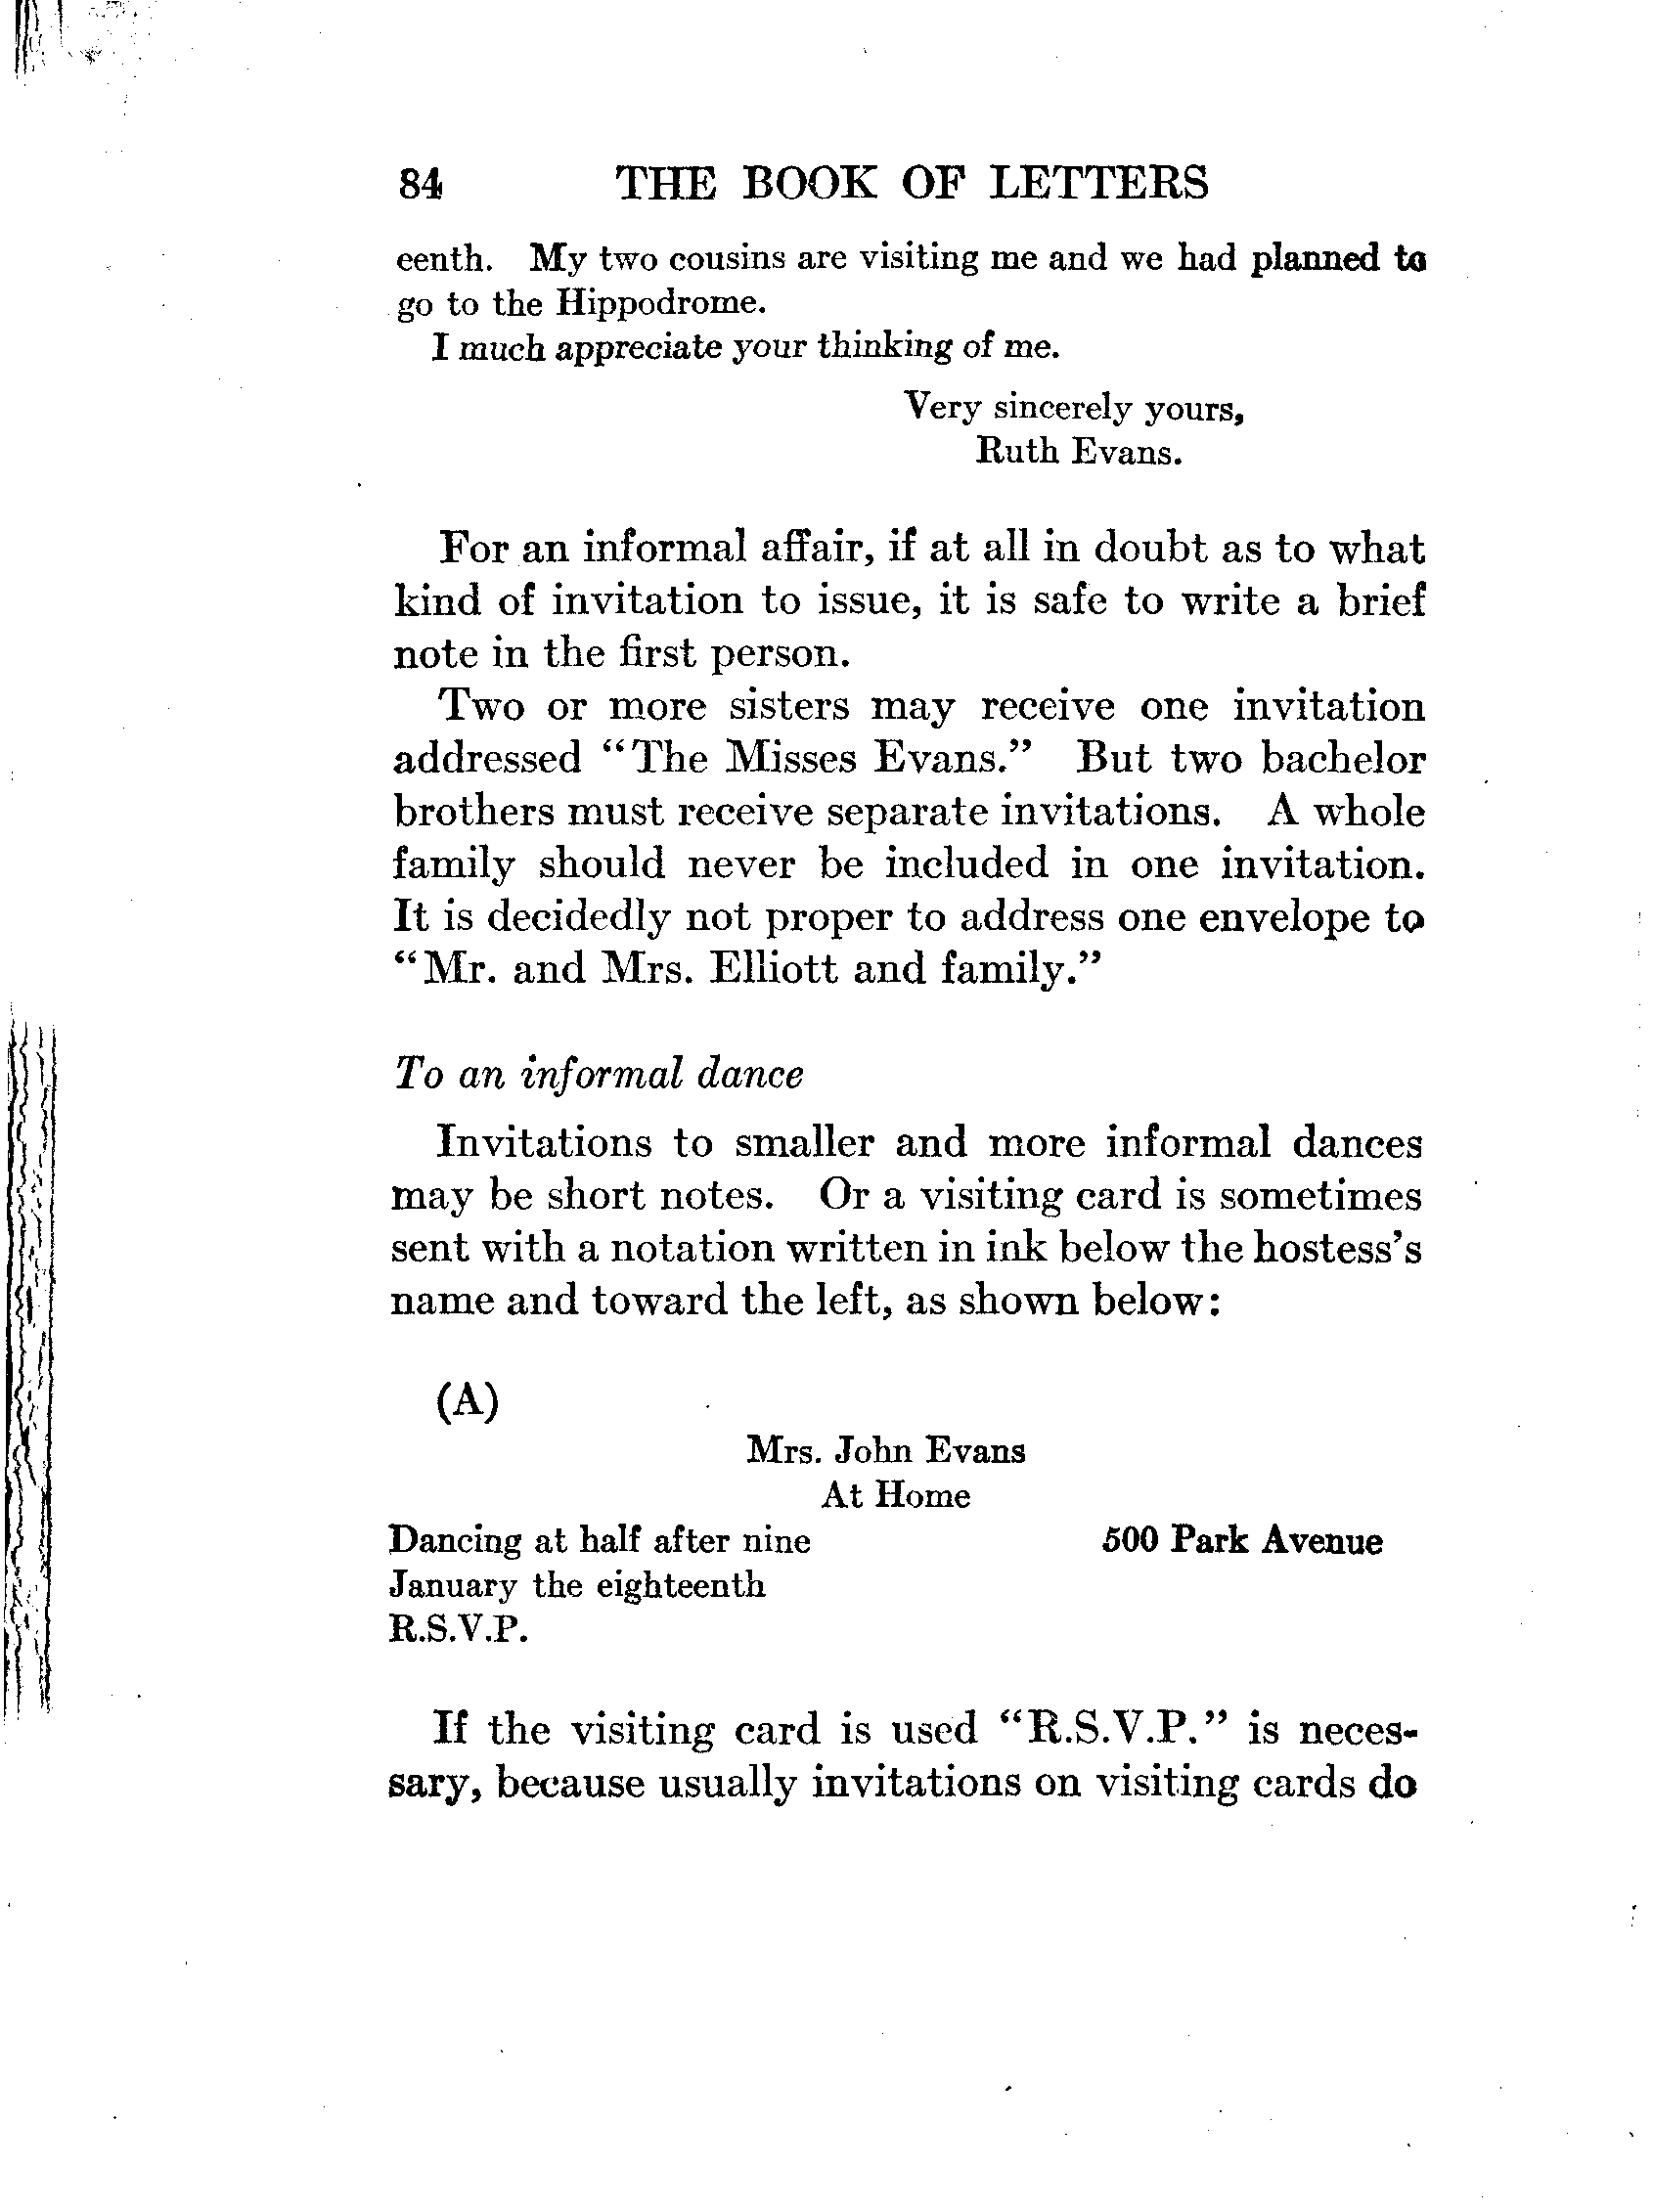 84 THE BOOK OF LETTERS
eenth. My two cousins are visiting me and we had planned to
go to the Hippodrome.
I much appreciate your thinking of me.
Very sincerely yours,
Ruth Evans.
For an informal affair, if at all in doubt as to what
kind of invitation to issue, it is safe to write a brief
note in the first person.
Two or more sisters may receive one invitation
addressed “The Misses Evans.” But two bachelor
brothers must receive separate invitations. A whole
family should never be included in one invitation.
It is decidedly not proper to address one envelope to
“Mr. and Mrs. Elliott and family.”
To an informal dance
Invitations to smaller and more informal dances
may be short notes. Or a visiting card is sometimes
sent with a notation written in ink below the hostess’s
name and toward the left, as shown below:
(A)
Mrs. John Evans
At Home
Dancing at half after nine 500 Park Avenue
January the eighteenth
R.S.V.P.
If the visiting card is used “R.S.V.P.” is neces-
sary, because usually invitations on visiting cards do